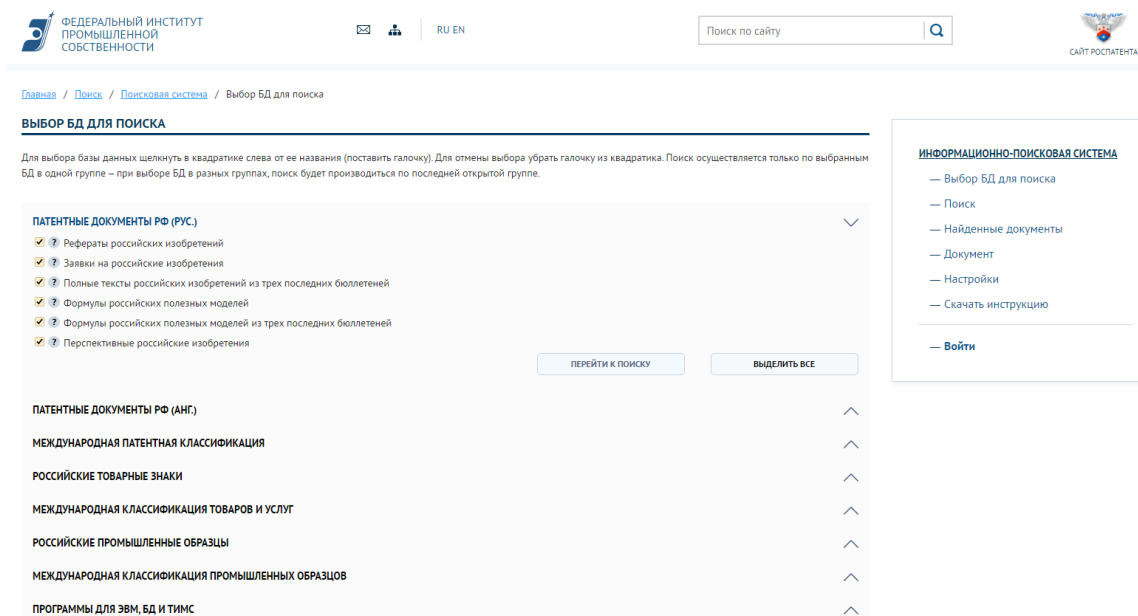 ФЕДЕРАЛЬНЫЙ ИНСТИТУТ
ПРОМЫШЛЕННОЙ
СОБСТВЕННОСТИ
RU EN
Поиск по сайту
САЙТ РОСПАТЕНТА
Главная / Поиск / Поисковая система / Выбор БД для поиска
ВЫБОР БД ДЛЯ ПОИСКА
Для выбора базы данных щелкнуть в квадратике слева от ее названия (поставить галочку). Для отмены выбора убрать галочку из квадратика. Поиск осуществляется только по выбранным
БД в одной группе – при выборе БД в разных группах, поиск будет производиться по последней открытой группе.
ПАТЕНТНЫЕ ДОКУМЕНТЫ РФ (РУС.)
? Рефераты российских изобретений
? Заявки на российские изобретения
? Полные тексты российских изобретений из трех последних бюллетеней
? Формулы российских полезных моделей
? Формулы российских полезных моделей из трех последних бюллетеней
? Перспективные российские изобретения
ПЕРЕЙТИ К ПОИСКУ
ВЫДЕЛИТЬ ВСЕ
ПАТЕНТНЫЕ ДОКУМЕНТЫ РФ (АНГ.)
МЕЖДУНАРОДНАЯ ПАТЕНТНАЯ КЛАССИФИКАЦИЯ
РОССИЙСКИЕ ТОВАРНЫЕ ЗНАКИ
МЕЖДУНАРОДНАЯ КЛАССИФИКАЦИЯ ТОВАРОВ И УСЛУГ
РОССИЙСКИЕ ПРОМЫШЛЕННЫЕ ОБРАЗЦЫ
МЕЖДУНАРОДНАЯ КЛАССИФИКАЦИЯ ПРОМЫШЛЕННЫХ ОБРАЗЦОВ
ПРОГРАММЫ ДЛЯ ЭВМ, БД И ТИМС
ИНФОРМАЦИОННО-ПОИСКОВАЯ СИСТЕМА
— Выбор БД для поиска
— Поиск
— Найденные документы
— Документ
— Настройки
— Скачать инструкцию
— Войти